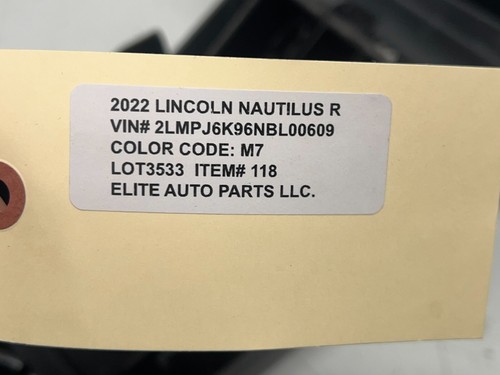 2022 LINCOLN NAUTILUS R
VIN# 2LMPJ6K96NBL00609
COLOR CODE: M7
LOT3533 ITEM# 118
ELITE AUTO PARTS LLC.